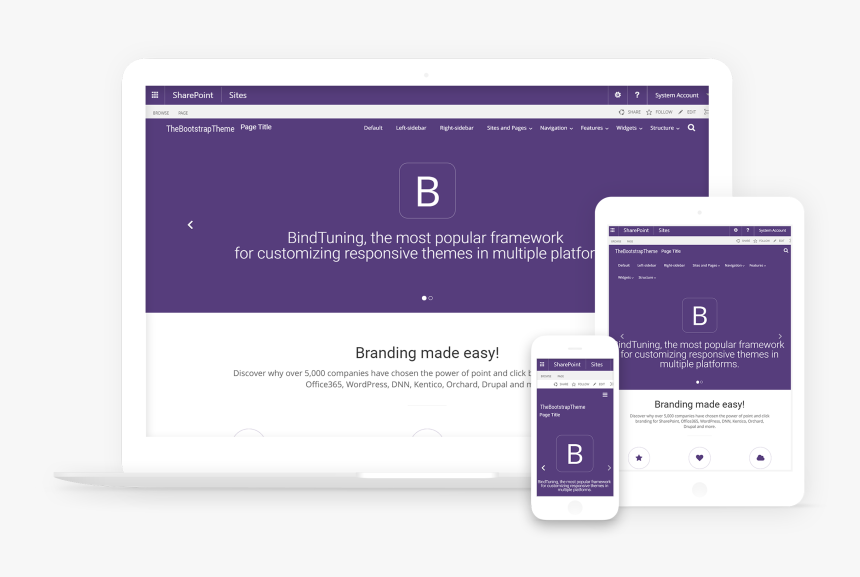 SharePoint Sites ? System Account
BROWSE PAGE SHARE FOLLOW EDIT
TheBootstrapTheme Page Title Default Left-sidebar Right-sidebar Sites and Pages Navigation Features Widgets Structure
B
BindTuning, the most popular framework
for customizing responsive themes in multiple platfor
Branding made easy!
Discover why over 5,000 companies have chosen the power of point and click b
Office365, WordPress, DNN, Kentico, Orchard, Drupal and m
SharePoint Sites ? System Account
BROWSE PAGE SHARE FOLLOW EDIT
TheBootstrapTheme Page Title
Default Left-sidebar Right-sidebar Sites and Pages Navigation Features
Widgets Structure
B
indTuning, the most popular framework
for customizing responsive themes in
multiple platforms.
Branding made easy!
Discover why over 5,000 companies have chosen the power of point and click
branding for SharePoint, Office365, WordPress, DNN, Kentico, Orchard,
Drupal and more.
SharePoint Sites
BROWSE PAGE
SHARE FOLLOW EDIT
TheBootstrapTheme
Page Title
B
BindTuning, the most popular framework
for customizing responsive themes in
multiple platforms.